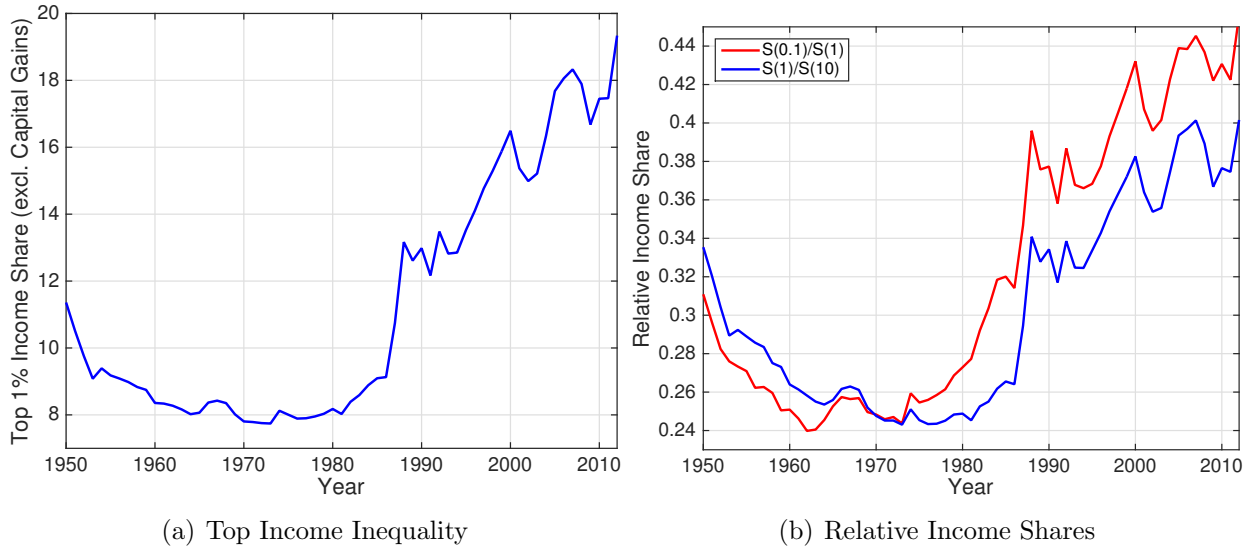 20
18
16
14
12
10
8
1950 1960 1970 1980 1990 2000 2010
Year
Top 1% Income Share (excl. Capital Gains)
(a) Top Income Inequality
S(0.1)/S(1)
S(1)/S(10)
0.44
0.42
0.4
0.38
0.36
0.34
0.32
0.3
0.28
0.26
0.24
1950 1960 1970 1980 1990 2000 2010
Year
Relative Income Share
(b) Relative Income Shares